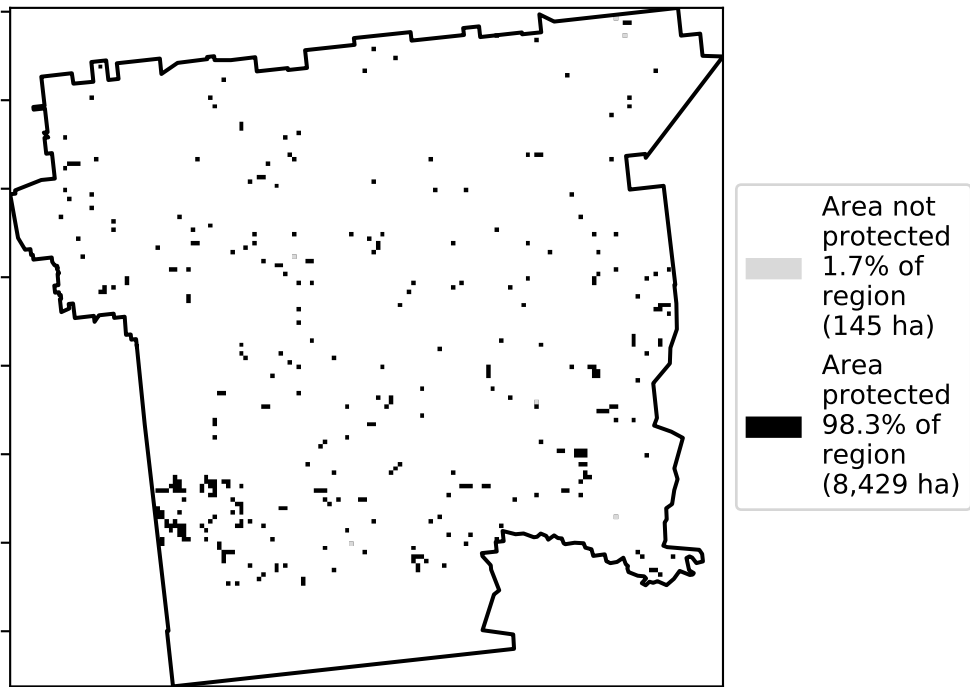 Area not
protected
1.7% of
region
(145 ha)
Area
protected
98.3% of
region
(8,429 ha)